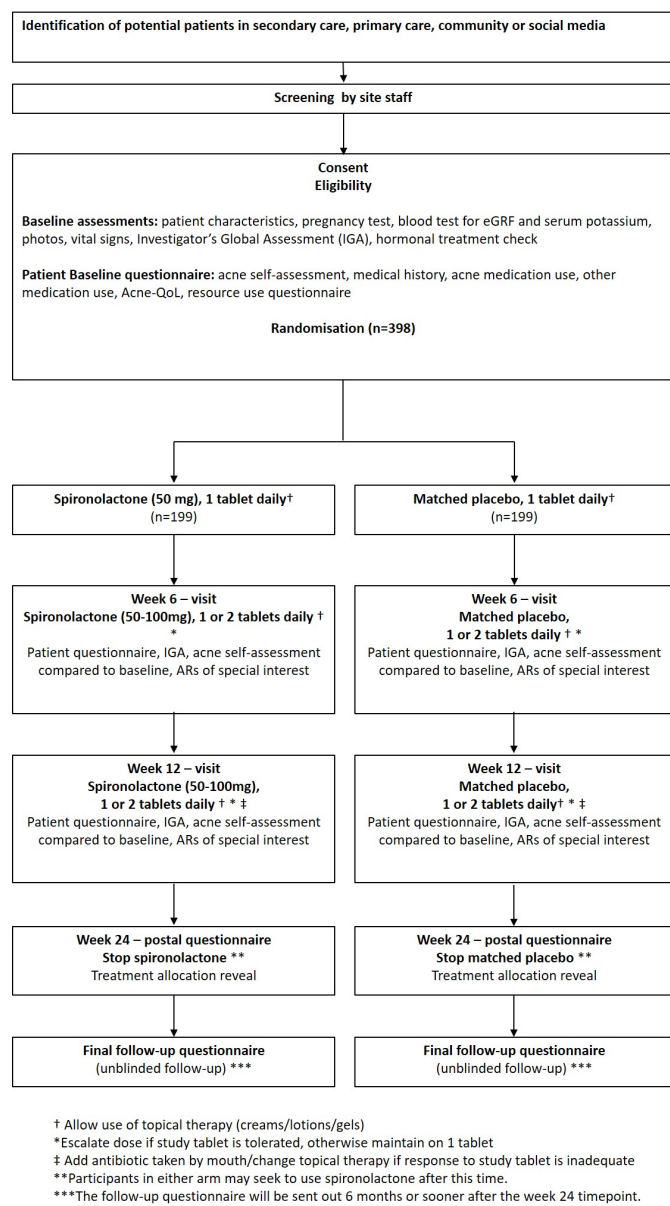 Identification of potential patients in secondary care, primary care, community or social media
Screening by site staff
Consent
Eligibility
Baseline assessments: patient characteristics, pregnancy test, blood test for eGRF and serum potassium,
photos, vital signs, Investigator's Global Assessment (IGA), hormonal treatment check
Patient Baseline questionnaire: acne self-assessment, medical history, acne medication use, other
medication use, Acne-QoL, resource use questionnaire
Randomisation (n=398)
Spironolactone (50 mg), 1 tablet daily†
(n=199)
Matched placebo, 1 tablet daily†
(n=199)
Week 6 – visit
Spironolactone (50-100mg), 1 or 2 tablets daily †
*
Patient questionnaire, IGA, acne self-assessment
compared to baseline, ARs of special interest
Week 6 – visit
Matched placebo,
1 or 2 tablets daily † *
Patient questionnaire, IGA, acne self-assessment
compared to baseline, ARs of special interest
Week 12 – visit
Spironolactone (50-100mg),
1 or 2 tablets daily † * ‡
Patient questionnaire, IGA, acne self-assessment
compared to baseline, ARs of special interest
Week 12 – visit
Matched placebo,
1 or 2 tablets daily† * ‡
Patient questionnaire, IGA, acne self-assessment
compared to baseline, ARs of special interest
Week 24 – postal questionnaire
Stop spironolactone **
Treatment allocation reveal
Week 24 – postal questionnaire
Stop matched placebo **
Treatment allocation reveal
Final follow-up questionnaire
(unblinded follow-up) ***
Final follow-up questionnaire
(unblinded follow-up) ***
† Allow use of topical therapy (creams/lotions/gels)
*Escalate dose if study tablet is tolerated, otherwise maintain on 1 tablet
‡ Add antibiotic taken by mouth/change topical therapy if response to study tablet is inadequate
**Participants in either arm may seek to use spironolactone after this time.
***The follow-up questionnaire will be sent out 6 months or sooner after the week 24 timepoint.